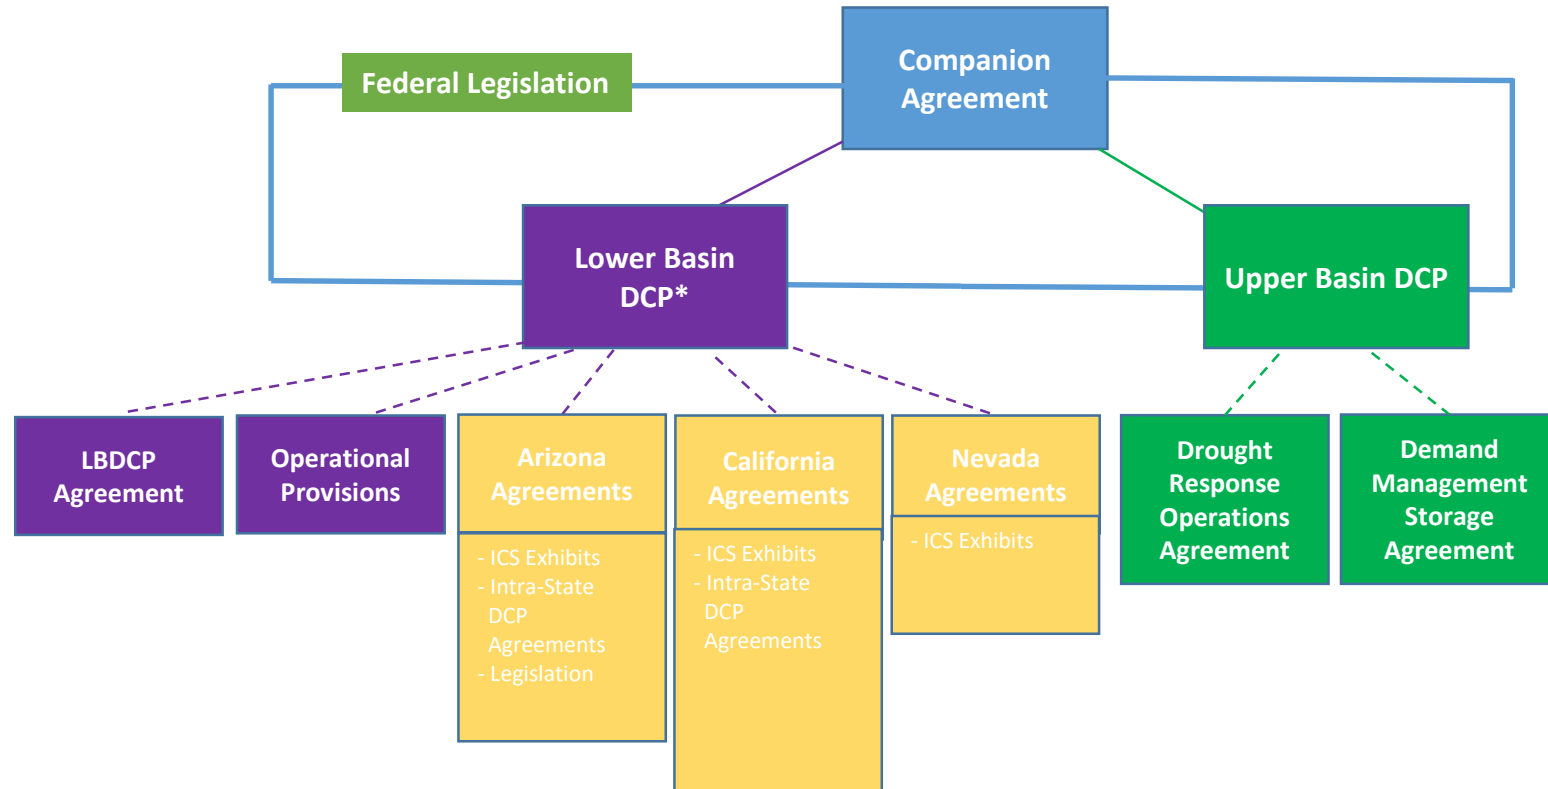 Federal Legislation
Companion
Agreement
Lower Basin
DCP*
Upper Basin DCP
LBDCP
Agreement
Operational
Provisions
Arizona
Agreements
- ICS Exhibits
- Intra-State
DCP
Agreements
- Legislation
California
Agreements
- ICS Exhibits
- Intra-State
DCP
Agreements
Nevada
Agreements
- ICS Exhibits
Drought
Response
Operations
Agreement
Demand
Management
Storage
Agreement